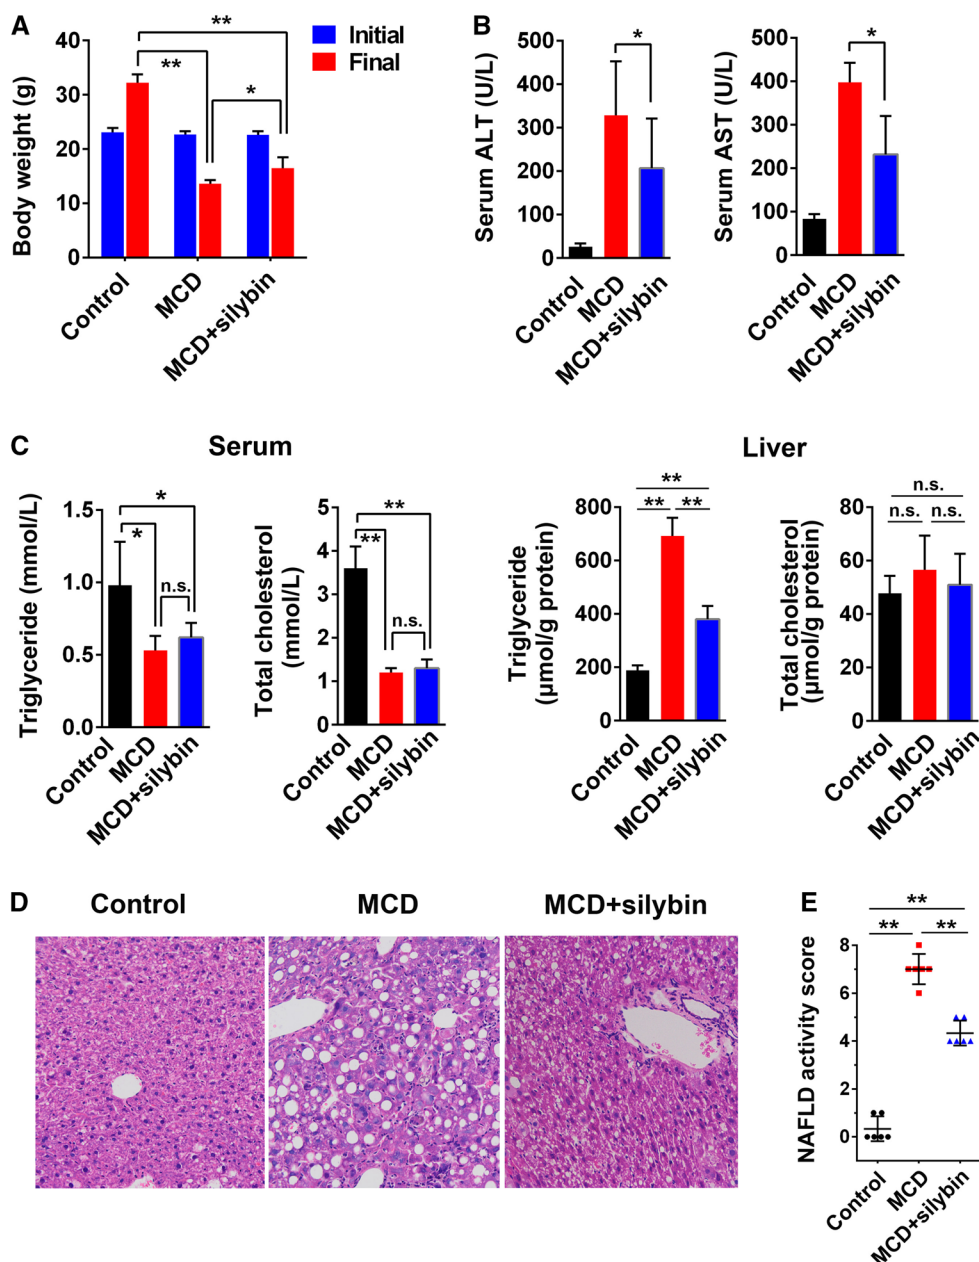 A
Body weight (g)
40
30
20
10
0
**
**
*
Initial
Final
Control
MCD
MCD+silybin
B
Serum ALT (U/L)
500
400
300
200
100
0
*
Control
MCD
MCD+silybin
Serum AST (U/L)
500
400
300
200
100
0
*
Control
MCD
MCD+silybin
C
Serum
Triglyceride (mmol/L)
1.5
1.0
0.5
0.0
*
*
n.s.
Control
MCD
MCD+silybin
Total cholesterol
(mmol/L)
5
4
3
2
1
0
**
**
n.s.
Control
MCD
MCD+silybin
Liver
Triglyceride
(μmol/g protein)
800
600
400
200
0
**
** **
Control
MCD
MCD+silybin
Total cholesterol
(μmol/g protein)
80
60
40
20
0
n.s.
n.s. n.s.
Control
MCD
MCD+silybin
D
Control
MCD
MCD+silybin
E
NAFLD activity score
8
6
4
2
0
**
** **
Control
MCD
MCD+silybin